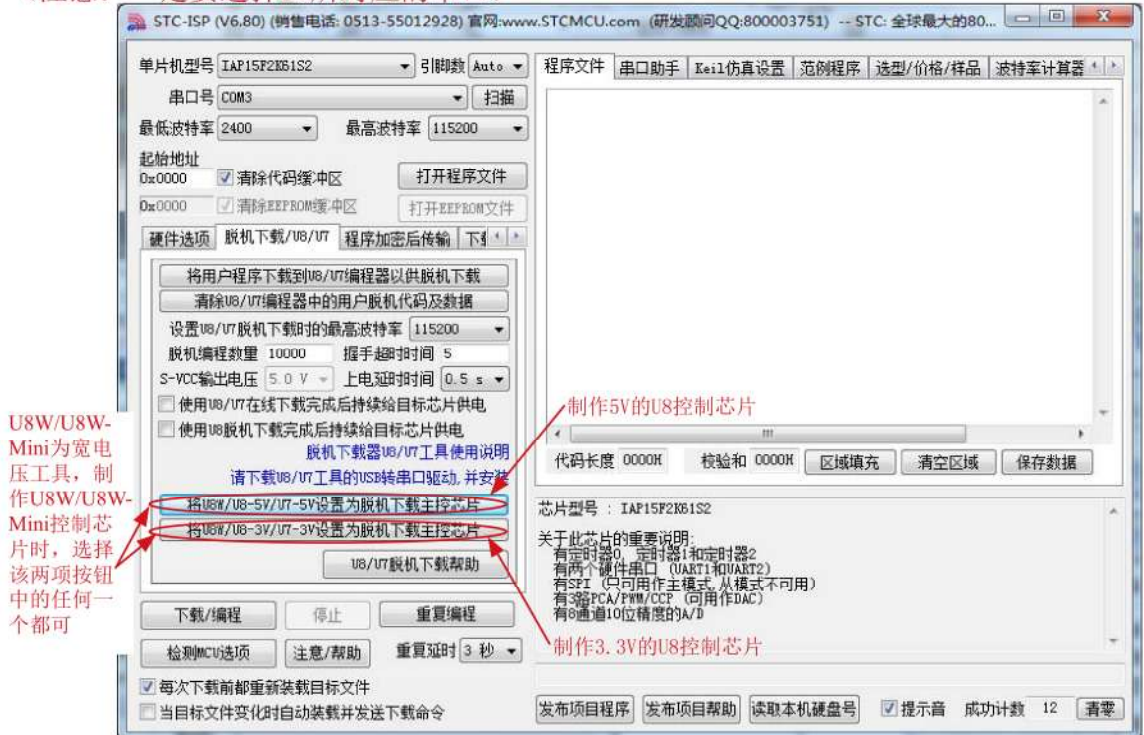 STC-ISP (V6.80) (销售电话: 0513-55012928) 官网:www.STCMCU.com (研发顾问QQ:800003751) -- STC: 全球最大的80...
单片机型号 IAP15F2K61S2 引脚数 Auto
串口号 COM3 扫描
最低波特率 2400 最高波特率 115200
起始地址
0x0000 清除代码缓冲区 打开程序文件
0x0000 清除EEPROM缓冲区 打开EEPROM文件
硬件选项 脱机下载/U8/U7 程序加密后传输
将用户程序下载到U8/U7编程器以供脱机下载
清除U8/U7编程器中的用户脱机代码及数据
设置U8/U7脱机下载时的最高波特率 115200
脱机编程数量 10000 握手超时时间 5
S-VCC输出电压 5.0 V 上电延时时间 0.5 s
使用U8/U7在线下载完成后持续给目标芯片供电
使用U8脱机下载完成后持续给目标芯片供电
脱机下载器U8/U7工具使用说明
请下载U8/U7工具的USB转串口驱动,并安装
将U8W/U8-5V/U7-5V设置为脱机下载主控芯片
将U8W/U8-3V/U7-3V设置为脱机下载主控芯片
U8/U7脱机下载帮助
下载/编程 停止 重复编程
检测MCU选项 注意/帮助 重复延时 3 秒
每次下载前都重新装载目标文件
当目标文件变化时自动装载并发送下载命令
程序文件 串口助手 Keil仿真设置 范例程序 选型/价格/样品 波特率计算器
代码长度 0000H 校验和 0000H 区域填充 清空区域 保存数据
芯片型号 : IAP15F2K61S2
关于此芯片的重要说明:
有定时器0, 定时器1和定时器2
有两个硬件串口 (UART1和UART2)
有SPI (只可用作主模式,从模式不可用)
有3路PCA/PWM/CCP (可用作DAC)
有8通道10位精度的A/D
发布项目程序 发布项目帮助 读取本机硬盘号 提示音 成功计数 12 清零
U8W/U8W-
Mini为宽电
压工具，制
作U8W/U8W-
Mini控制芯
片时，选择
该两项按钮
中的任何一
个都可
制作5V的U8控制芯片
制作3.3V的U8控制芯片